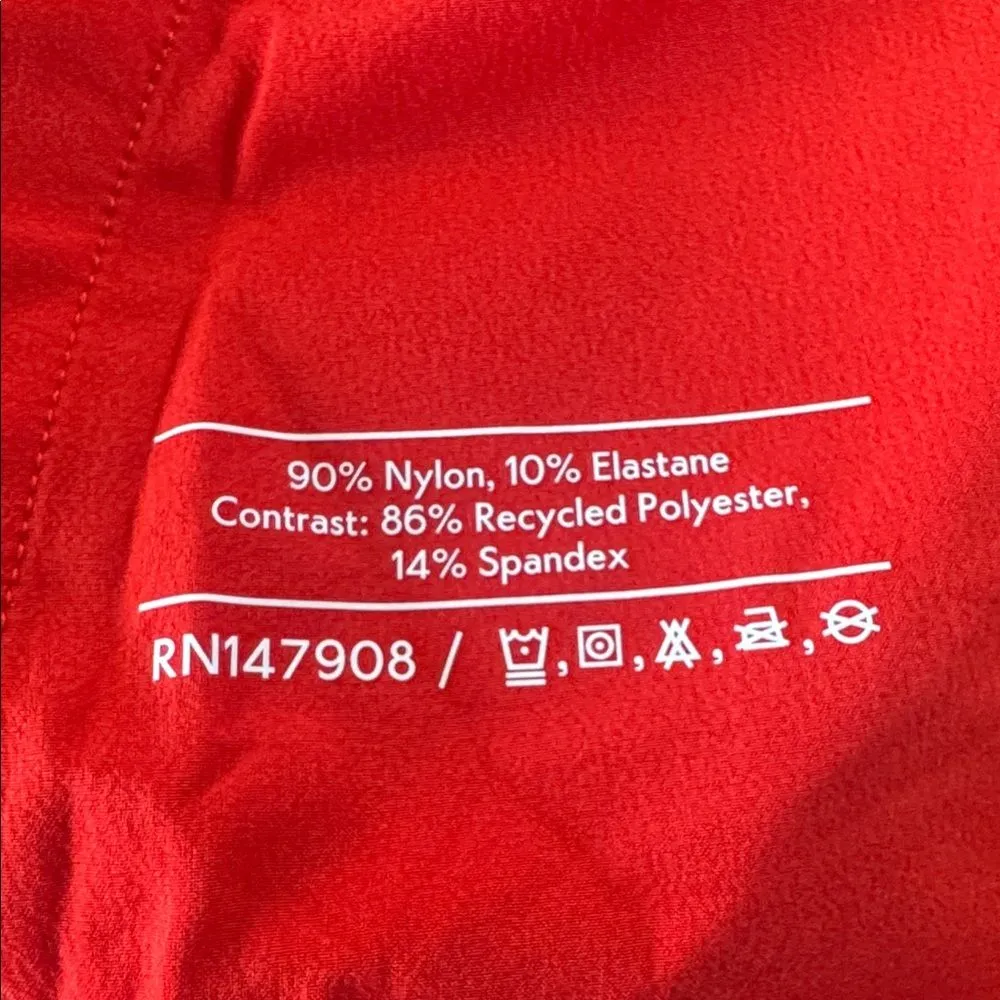 90% Nylon, 10% Elastane
Contrast: 86% Recycled Polyester,
14% Spandex
RN147908 /